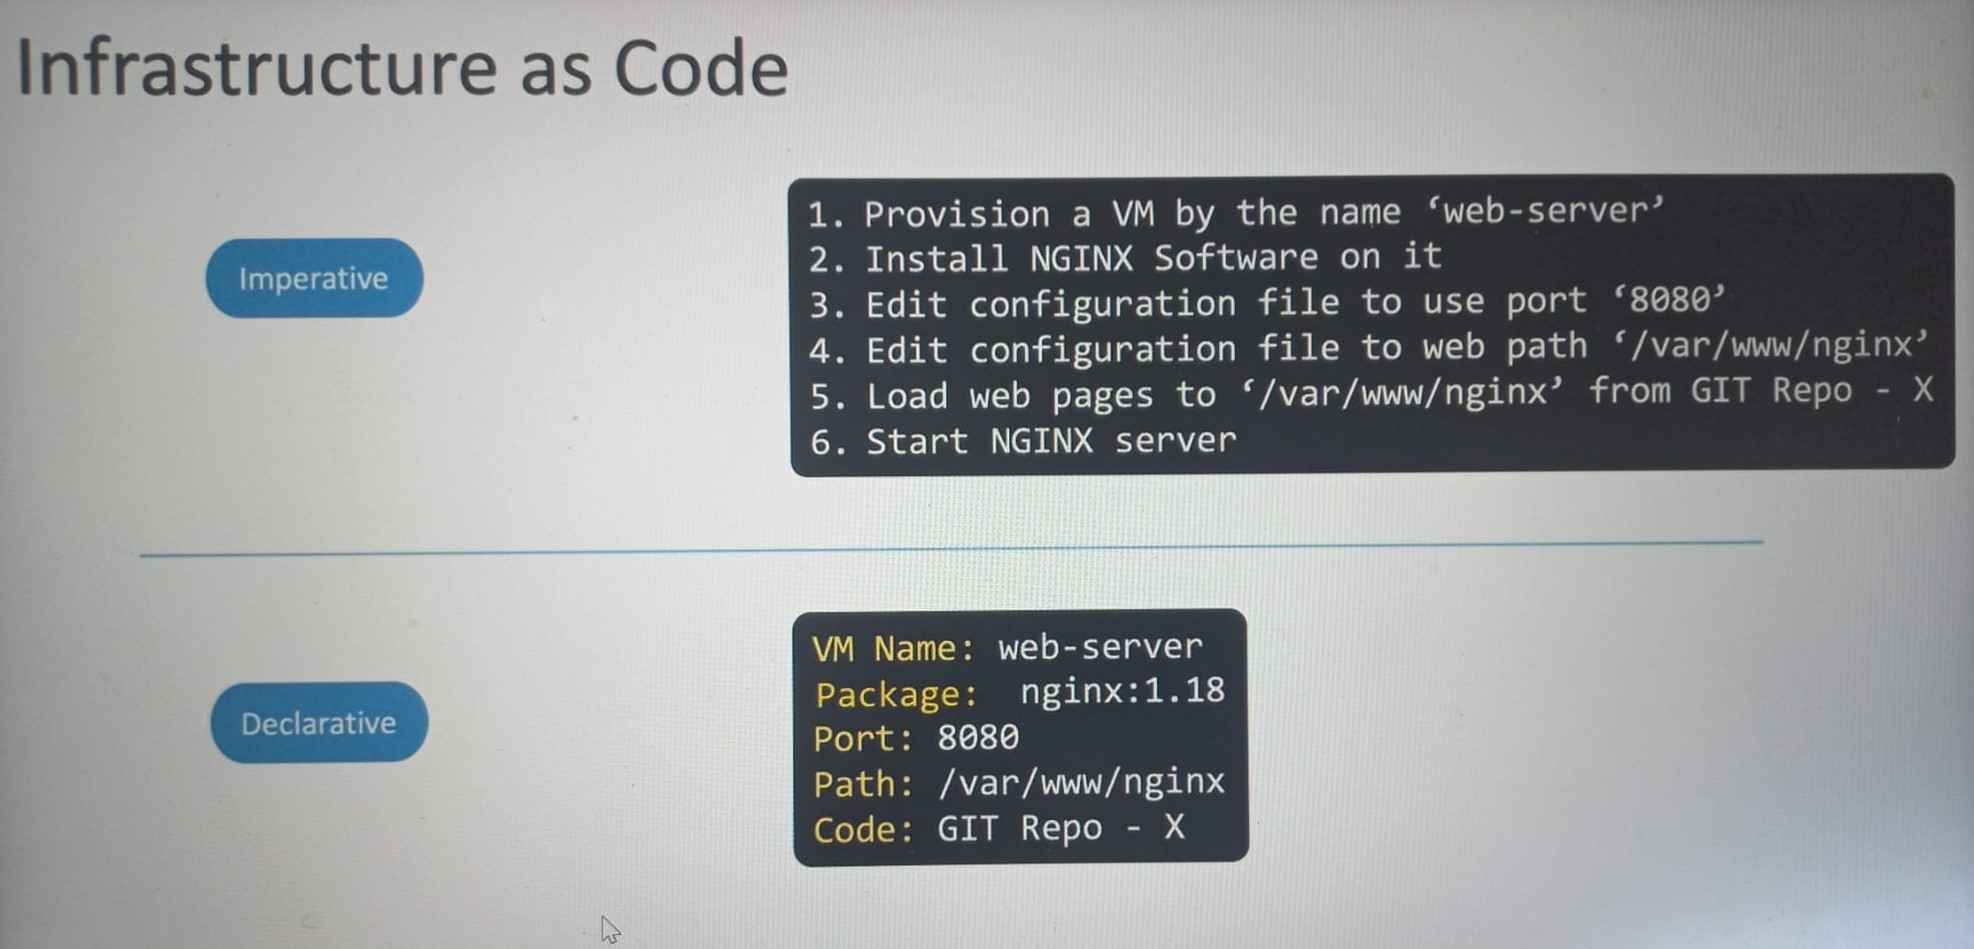 Infrastructure as Code
Imperative
1. Provision a VM by the name ‘web-server’
2. Install NGINX Software on it
3. Edit configuration file to use port ‘8080’
4. Edit configuration file to web path ‘/var/www/nginx’
5. Load web pages to ‘/var/www/nginx’ from GIT Repo - X
6. Start NGINX server
Declarative
VM Name: web-server
Package: nginx:1.18
Port: 8080
Path: /var/www/nginx
Code: GIT Repo - X